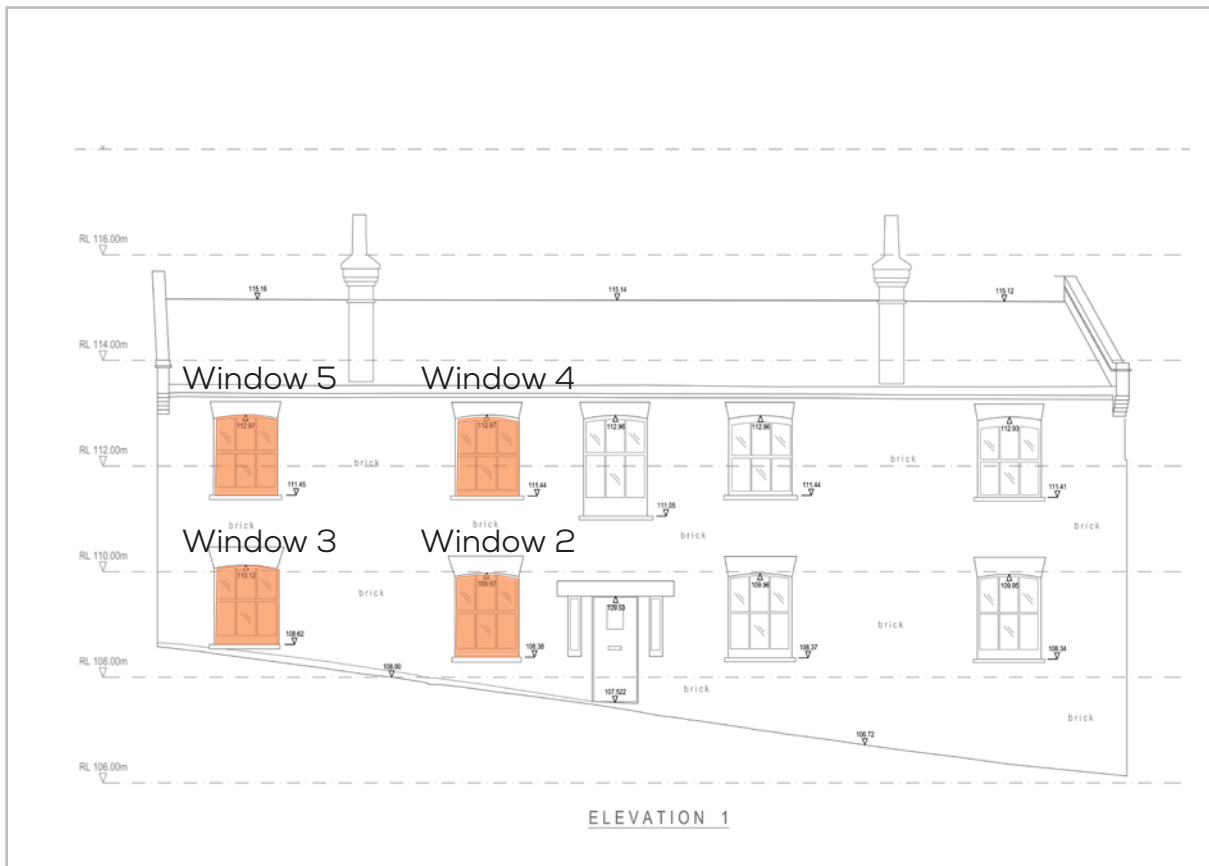 RL 116.00m
115.16
115.14
115.12
RL 114.00m
Window 5
Window 4
112.97
112.97
112.96
112.96
112.93
brick
brick
RL 112.00m
111.45
111.44
111.44
111.41
111.05
brick
brick
brick
brick
Window 3
Window 2
RL 110.00m
110.12
109.97
109.96
109.95
brick
109.53
brick
108.62
108.38
108.37
108.34
RL 108.00m
108.00
brick
107.522
brick
106.72
RL 106.00m
ELEVATION 1